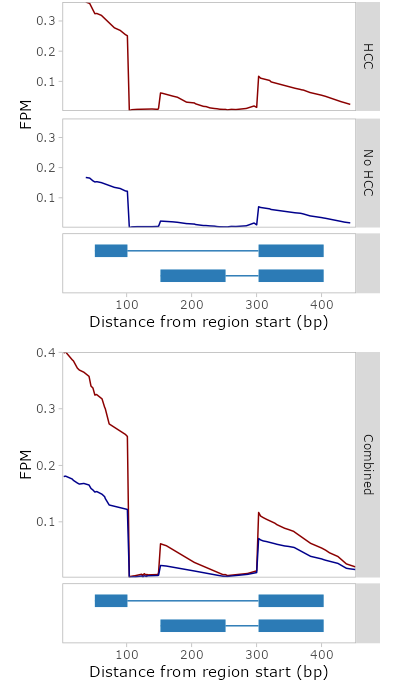 0.3
0.2
0.1
HCC
FPM
0.3
0.2
0.1
No HCC
100 200 300 400
Distance from region start (bp)
0.4
0.3
0.2
0.1
FPM
Combined
100 200 300 400
Distance from region start (bp)